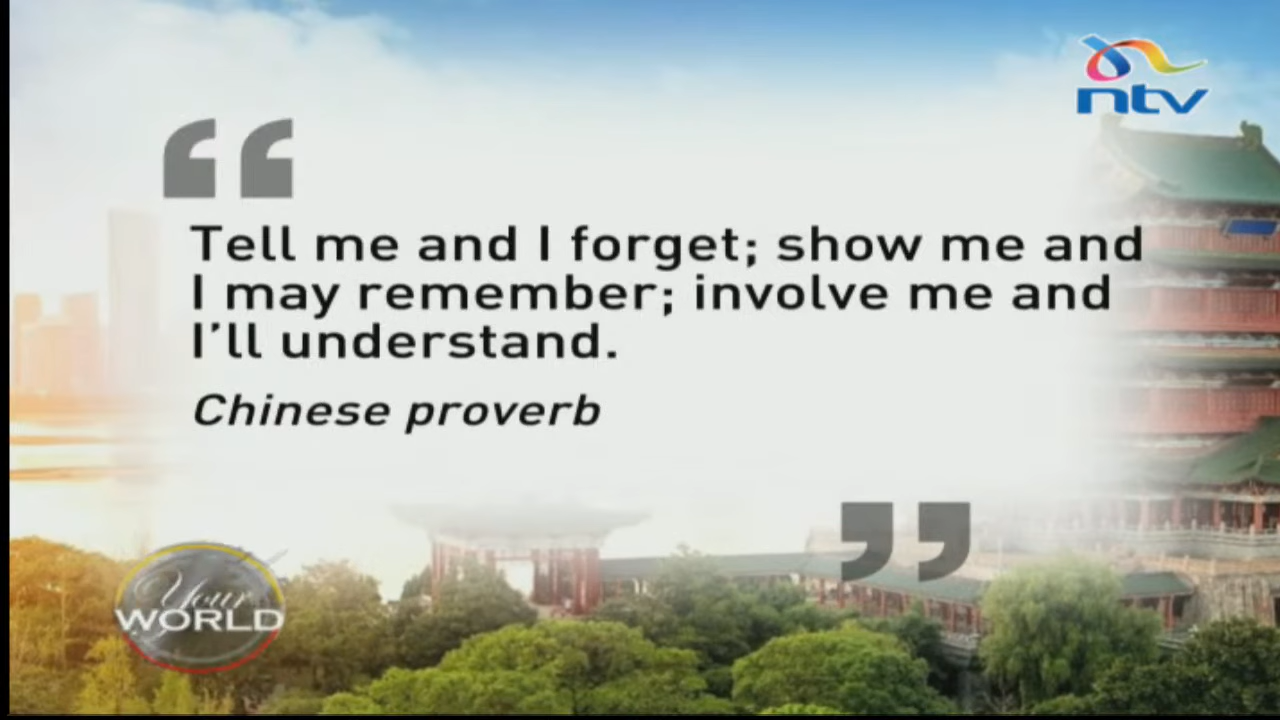 ntv
“
Tell me and I forget; show me and
I may remember; involve me and
I’ll understand.
Chinese proverb
”
Your
WORLD